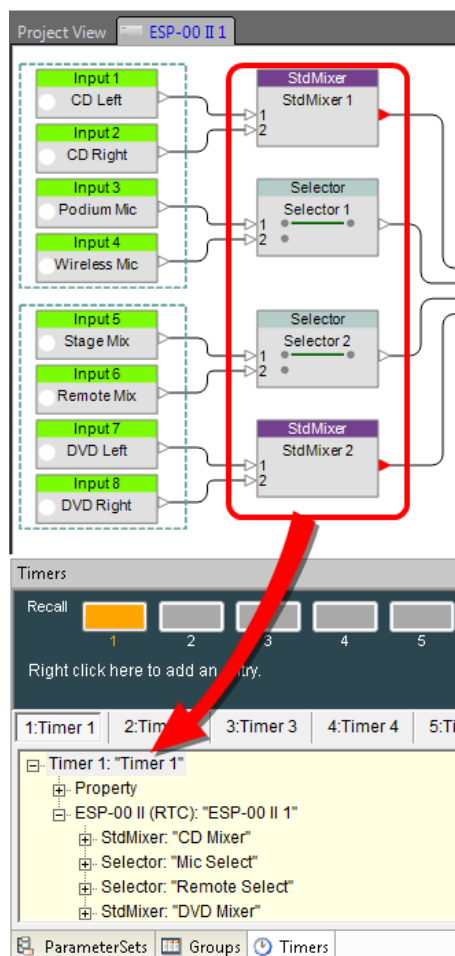 Project View ESP-00 II 1
Input 1
CD Left
Input 2
CD Right
Input 3
Podium Mic
Input 4
Wireless Mic
Input 5
Stage Mix
Input 6
Remote Mix
Input 7
DVD Left
Input 8
DVD Right
StdMixer
StdMixer 1
1
2
Selector
Selector 1
1
2
Selector
Selector 2
1
2
StdMixer
StdMixer 2
1
2
Timers
Recall
1 2 3 4 5
Right click here to add an
1:Timer 1 3:Timer 3 4:Timer 4
Timer 1: "Timer 1"
Property
ESP-00 II (RTC): "ESP-00 II 1"
StdMixer: "CD Mixer"
Selector: "Mic Select"
Selector: "Remote Select"
StdMixer: "DVD Mixer"
ParameterSets Groups Timers